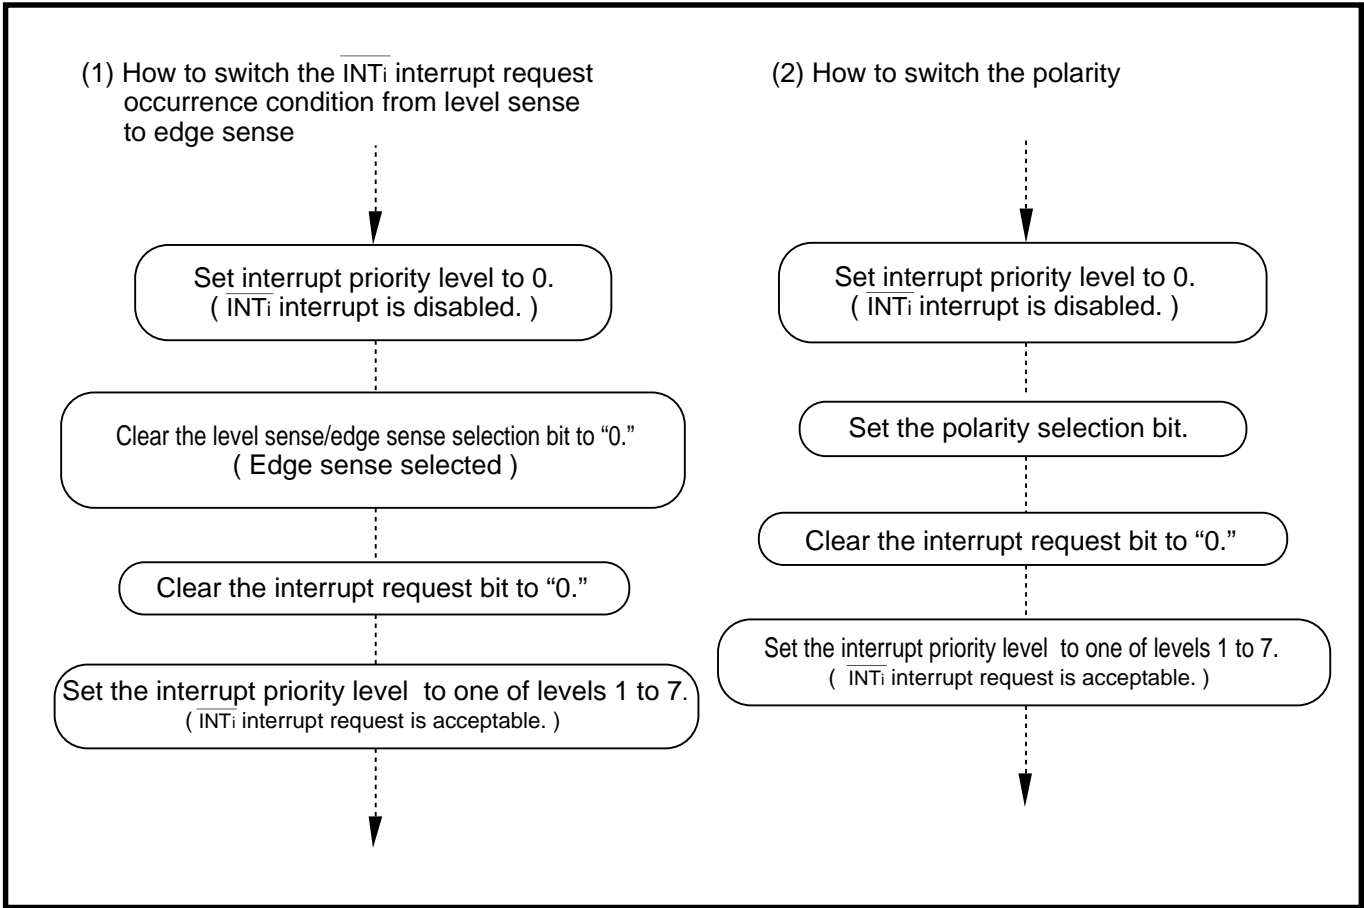 (1) How to switch the INTi interrupt request
occurrence condition from level sense
to edge sense
Set interrupt priority level to 0.
( INTi interrupt is disabled. )
Clear the level sense/edge sense selection bit to “0.”
( Edge sense selected )
Clear the interrupt request bit to “0.”
Set the interrupt priority level to one of levels 1 to 7.
( INTi interrupt request is acceptable. )
(2) How to switch the polarity
Set interrupt priority level to 0.
( INTi interrupt is disabled. )
Set the polarity selection bit.
Clear the interrupt request bit to “0.”
Set the interrupt priority level to one of levels 1 to 7.
( INTi interrupt request is acceptable. )